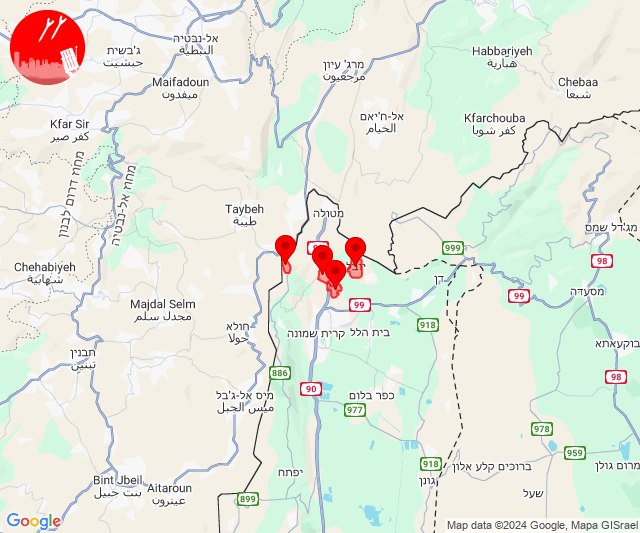 אל-נבטיה
النبطية
ג'בשית
جبشيت
Maifadoun
ميفدون
Kfar Sir
كفر صير
מחוז דרום לבנון
מחוז אל-נבטיה
מרג' עיון
مرجعيون
אל-ח'יאם
الخيام
Habbariyeh
هبارية
Chebaa
شبعا
Kfarchouba
كفر شوبا
Taybeh
طيبة
מטולה
מג'דל שמס
999
98
Chehabiyeh
شهابية
דן
99
מסעדה
Majdal Selm
مجدل سلم
99
חולא
حولا
קרית שמונה
בית הלל
918
בוקעאתא
תבנין
تبنين
886
90
98
מיס אל-ג'בל
ميس الجبل
כפר בלום
977
978
959
Bint Jbeil
بنت جبيل
Aitaroun
عيترون
יפתח
899
918
גונן
ברוכים קלע אלון
מרום גולן
שעל
Google
Map data ©2024 Google, Mapa GISrael